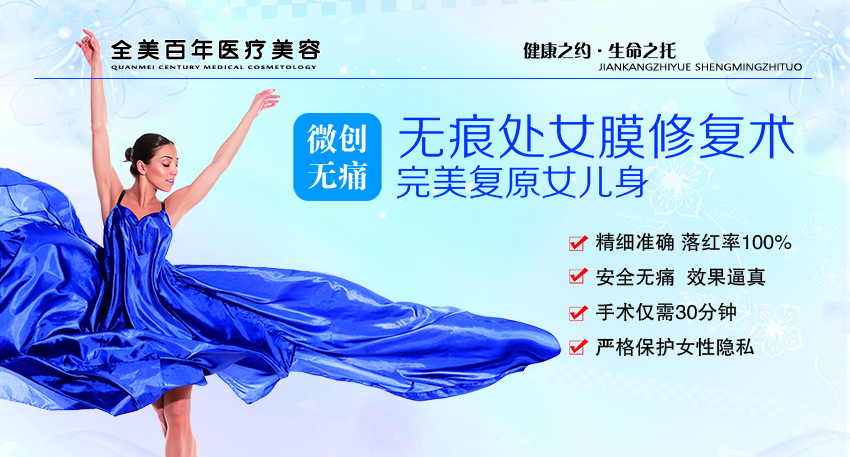 全美百年医疗美容
QUANMEI CENTURY MEDICAL COSMETOLOGY
健康之约·生命之托
JIANKANGZHIYUE SHENGMINGZHITUO
微创
无痛
无痕处女膜修复术
完美复原女儿身
精细准确 落红率100%
安全无痛 效果逼真
手术仅需30分钟
严格保护女性隐私